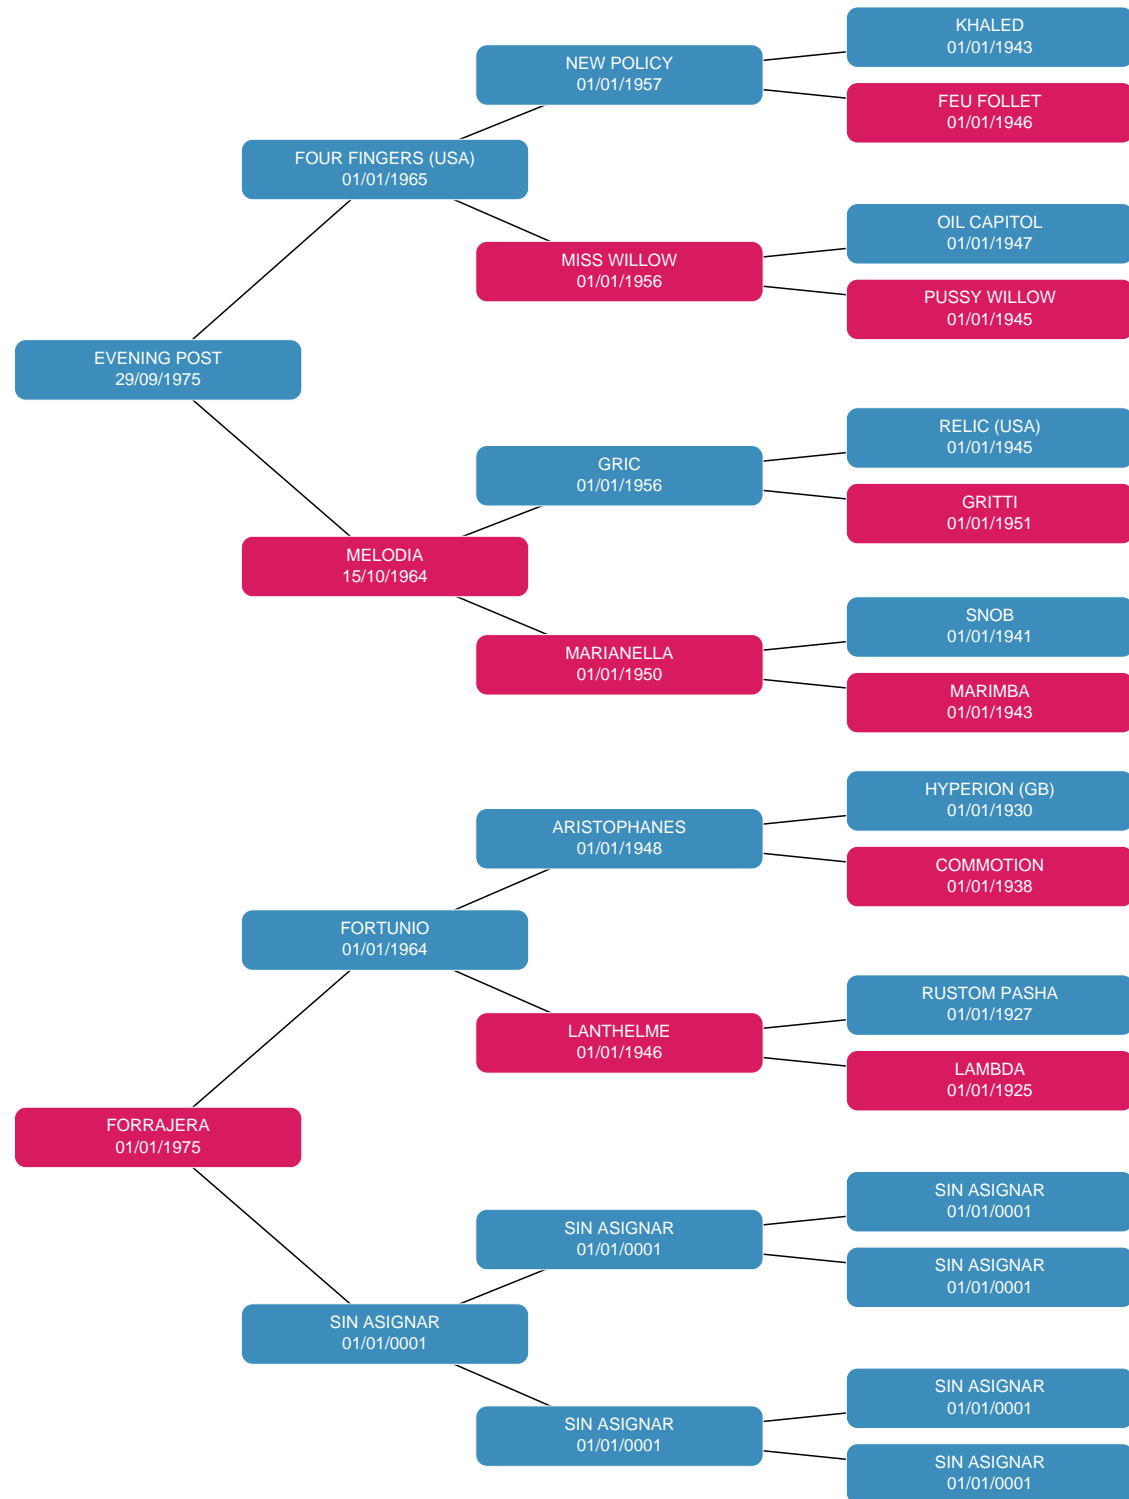 KHALED
01/01/1943
NEW POLICY
01/01/1957
FEU FOLLET
01/01/1946
FOUR FINGERS (USA)
01/01/1965
OIL CAPITOL
01/01/1947
MISS WILLOW
01/01/1956
PUSSY WILLOW
01/01/1945
EVENING POST
29/09/1975
RELIC (USA)
01/01/1945
GRIC
01/01/1956
GRITTI
01/01/1951
MELODIA
15/10/1964
SNOB
01/01/1941
MARIANELLA
01/01/1950
MARIMBA
01/01/1943
HYPERION (GB)
01/01/1930
ARISTOPHANES
01/01/1948
COMMOTION
01/01/1938
FORTUNIO
01/01/1964
RUSTOM PASHA
01/01/1927
LANTHELME
01/01/1946
LAMBDA
01/01/1925
FORRAJERA
01/01/1975
SIN ASIGNAR
01/01/0001
SIN ASIGNAR
01/01/0001
SIN ASIGNAR
01/01/0001
SIN ASIGNAR
01/01/0001
SIN ASIGNAR
01/01/0001
SIN ASIGNAR
01/01/0001
SIN ASIGNAR
01/01/0001